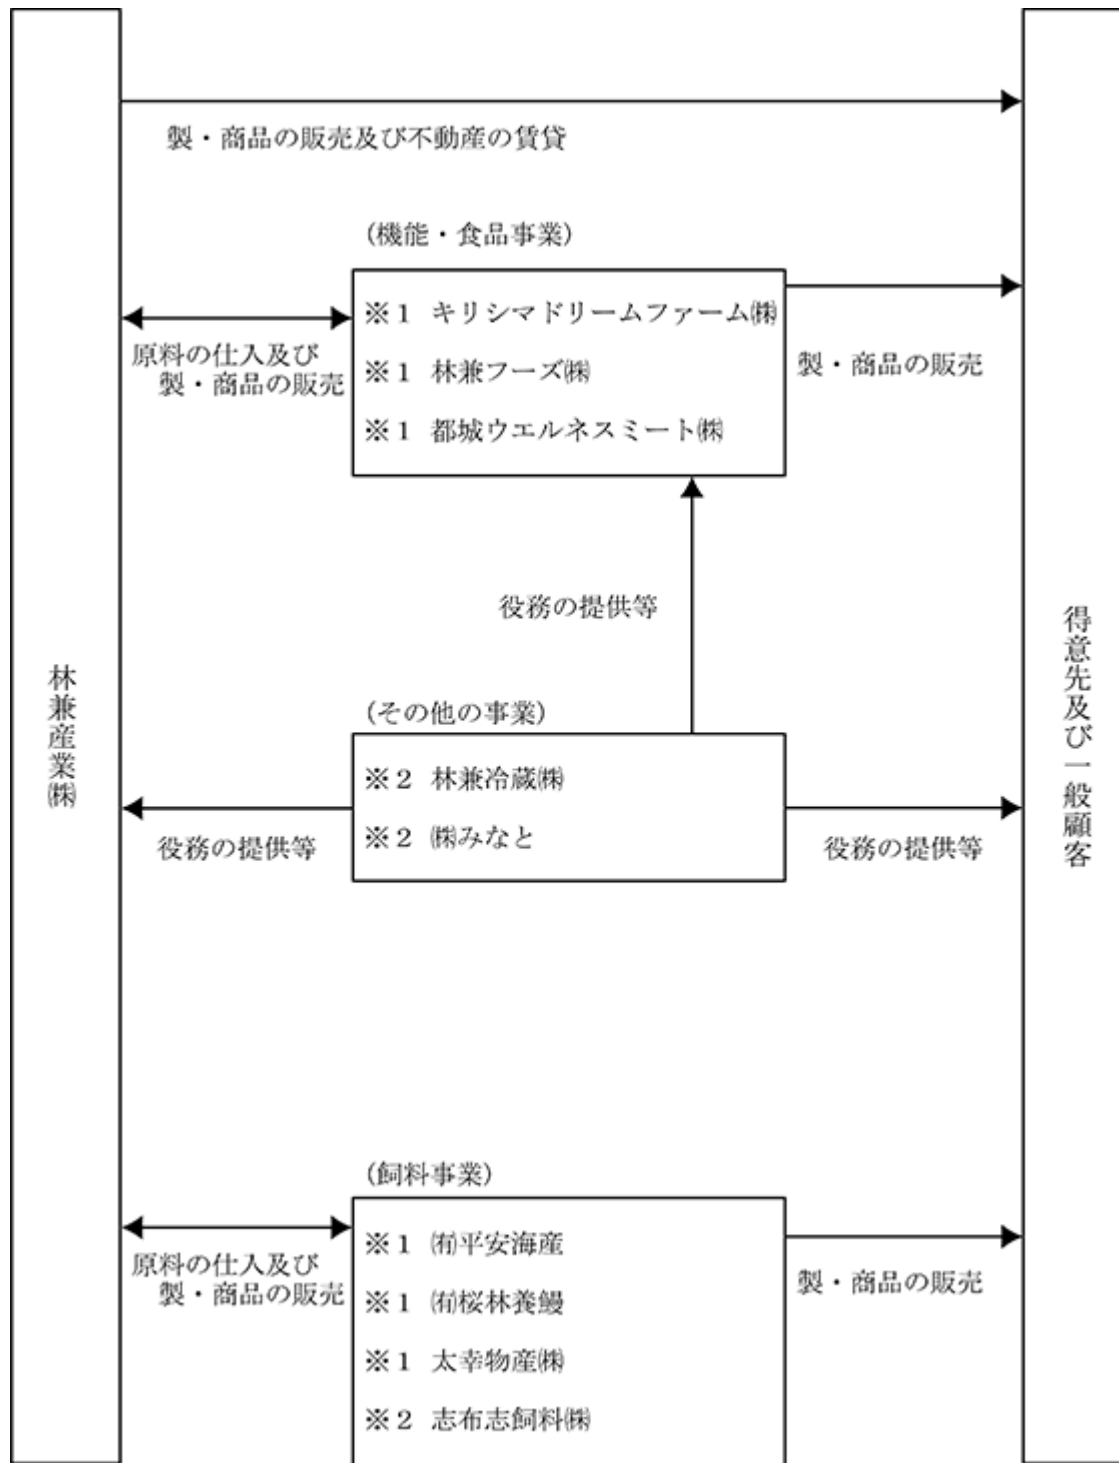 製・商品の販売及び不動産の賃貸
(機能・食品事業)
※1 キリシマドリームファーム㈱
※1 林兼フーズ㈱
※1 都城ウエルネスミート㈱
原料の仕入及び
製・商品の販売
製・商品の販売
役務の提供等
林兼産業㈱
得意先及び一般顧客
(その他の事業)
※2 林兼冷蔵㈱
※2 ㈱みなと
役務の提供等
役務の提供等
(飼料事業)
※1 ㈲平安海産
※1 ㈲桜林養鰻
※1 太幸物産㈱
※2 志布志飼料㈱
原料の仕入及び
製・商品の販売
製・商品の販売